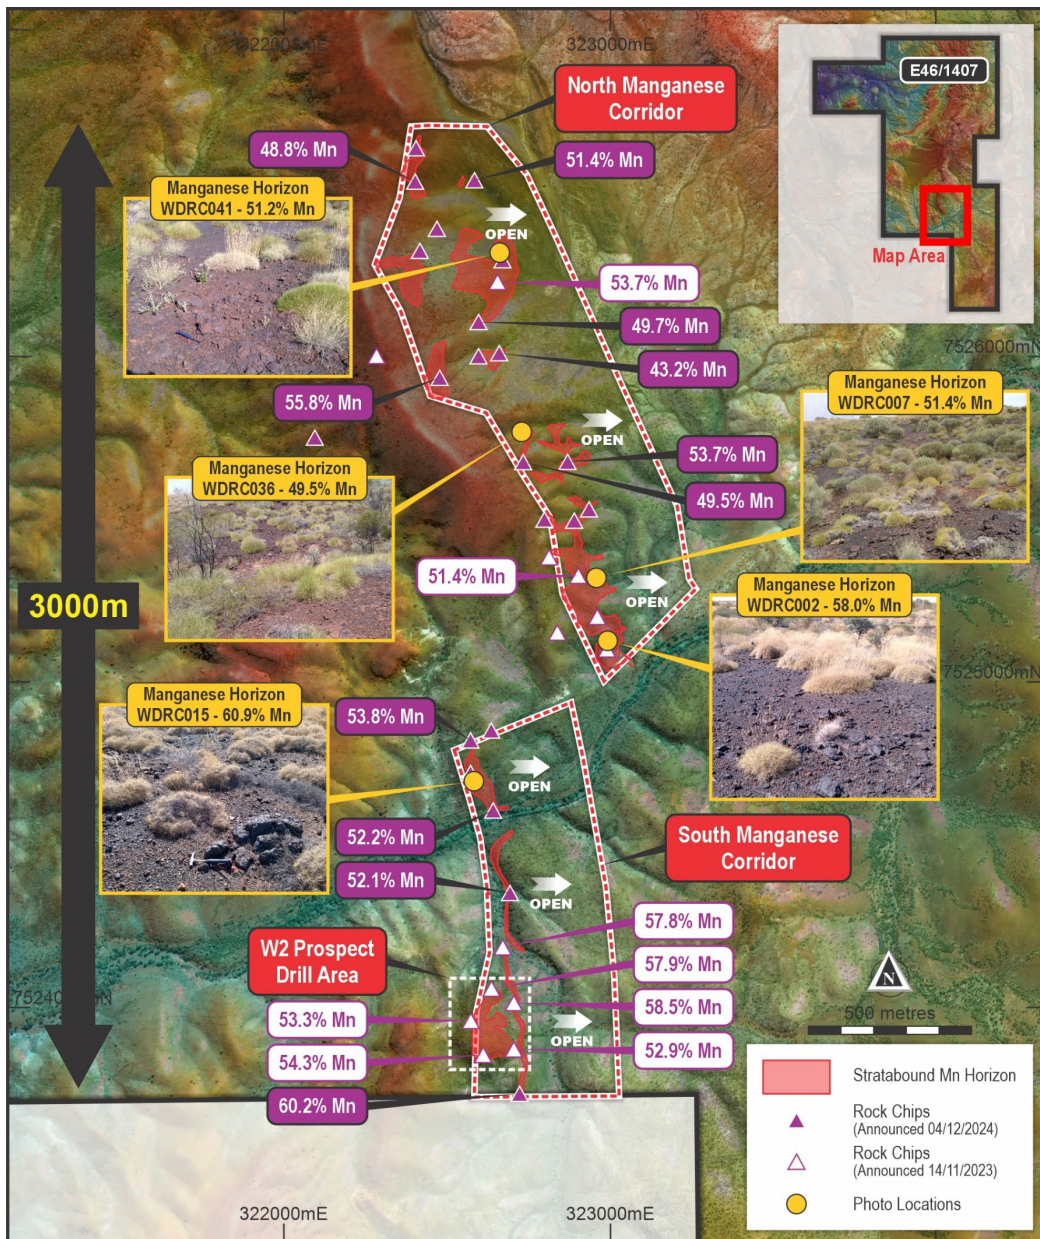 322000mE
323000mE
E46/1407
Map Area
North Manganese
Corridor
48.8% Mn
51.4% Mn
Manganese Horizon
WDRC041 - 51.2% Mn
OPEN
53.7% Mn
49.7% Mn
7526000mN
43.2% Mn
55.8% Mn
Manganese Horizon
WDRC007 - 51.4% Mn
OPEN
53.7% Mn
Manganese Horizon
WDRC036 - 49.5% Mn
49.5% Mn
51.4% Mn
OPEN
Manganese Horizon
WDRC002 - 58.0% Mn
3000m
7525000mN
Manganese Horizon
WDRC015 - 60.9% Mn
53.8% Mn
OPEN
52.2% Mn
South Manganese
Corridor
52.1% Mn
OPEN
57.8% Mn
W2 Prospect
Drill Area
57.9% Mn
N
7524000mN
58.5% Mn
500 metres
53.3% Mn
OPEN
52.9% Mn
54.3% Mn
60.2% Mn
Stratabound Mn Horizon
Rock Chips
(Announced 04/12/2024)
Rock Chips
(Announced 14/11/2023)
Photo Locations
322000mE
323000mE